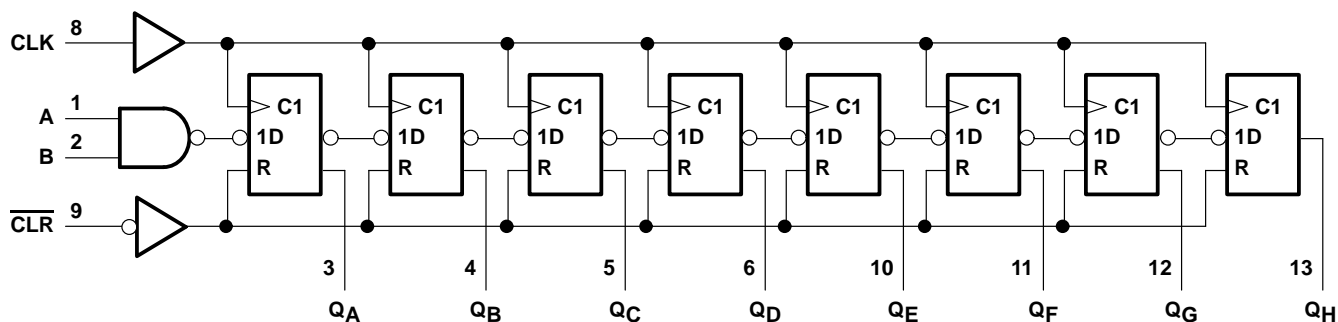 CLK 8
C1 C1 C1 C1 C1 C1 C1 C1
A 1
1D 1D 1D 1D 1D 1D 1D 1D
B 2
R R R R R R R R
CLR 9
3 4 5 6 10 11 12 13
QA QB QC QD QE QF QG QH